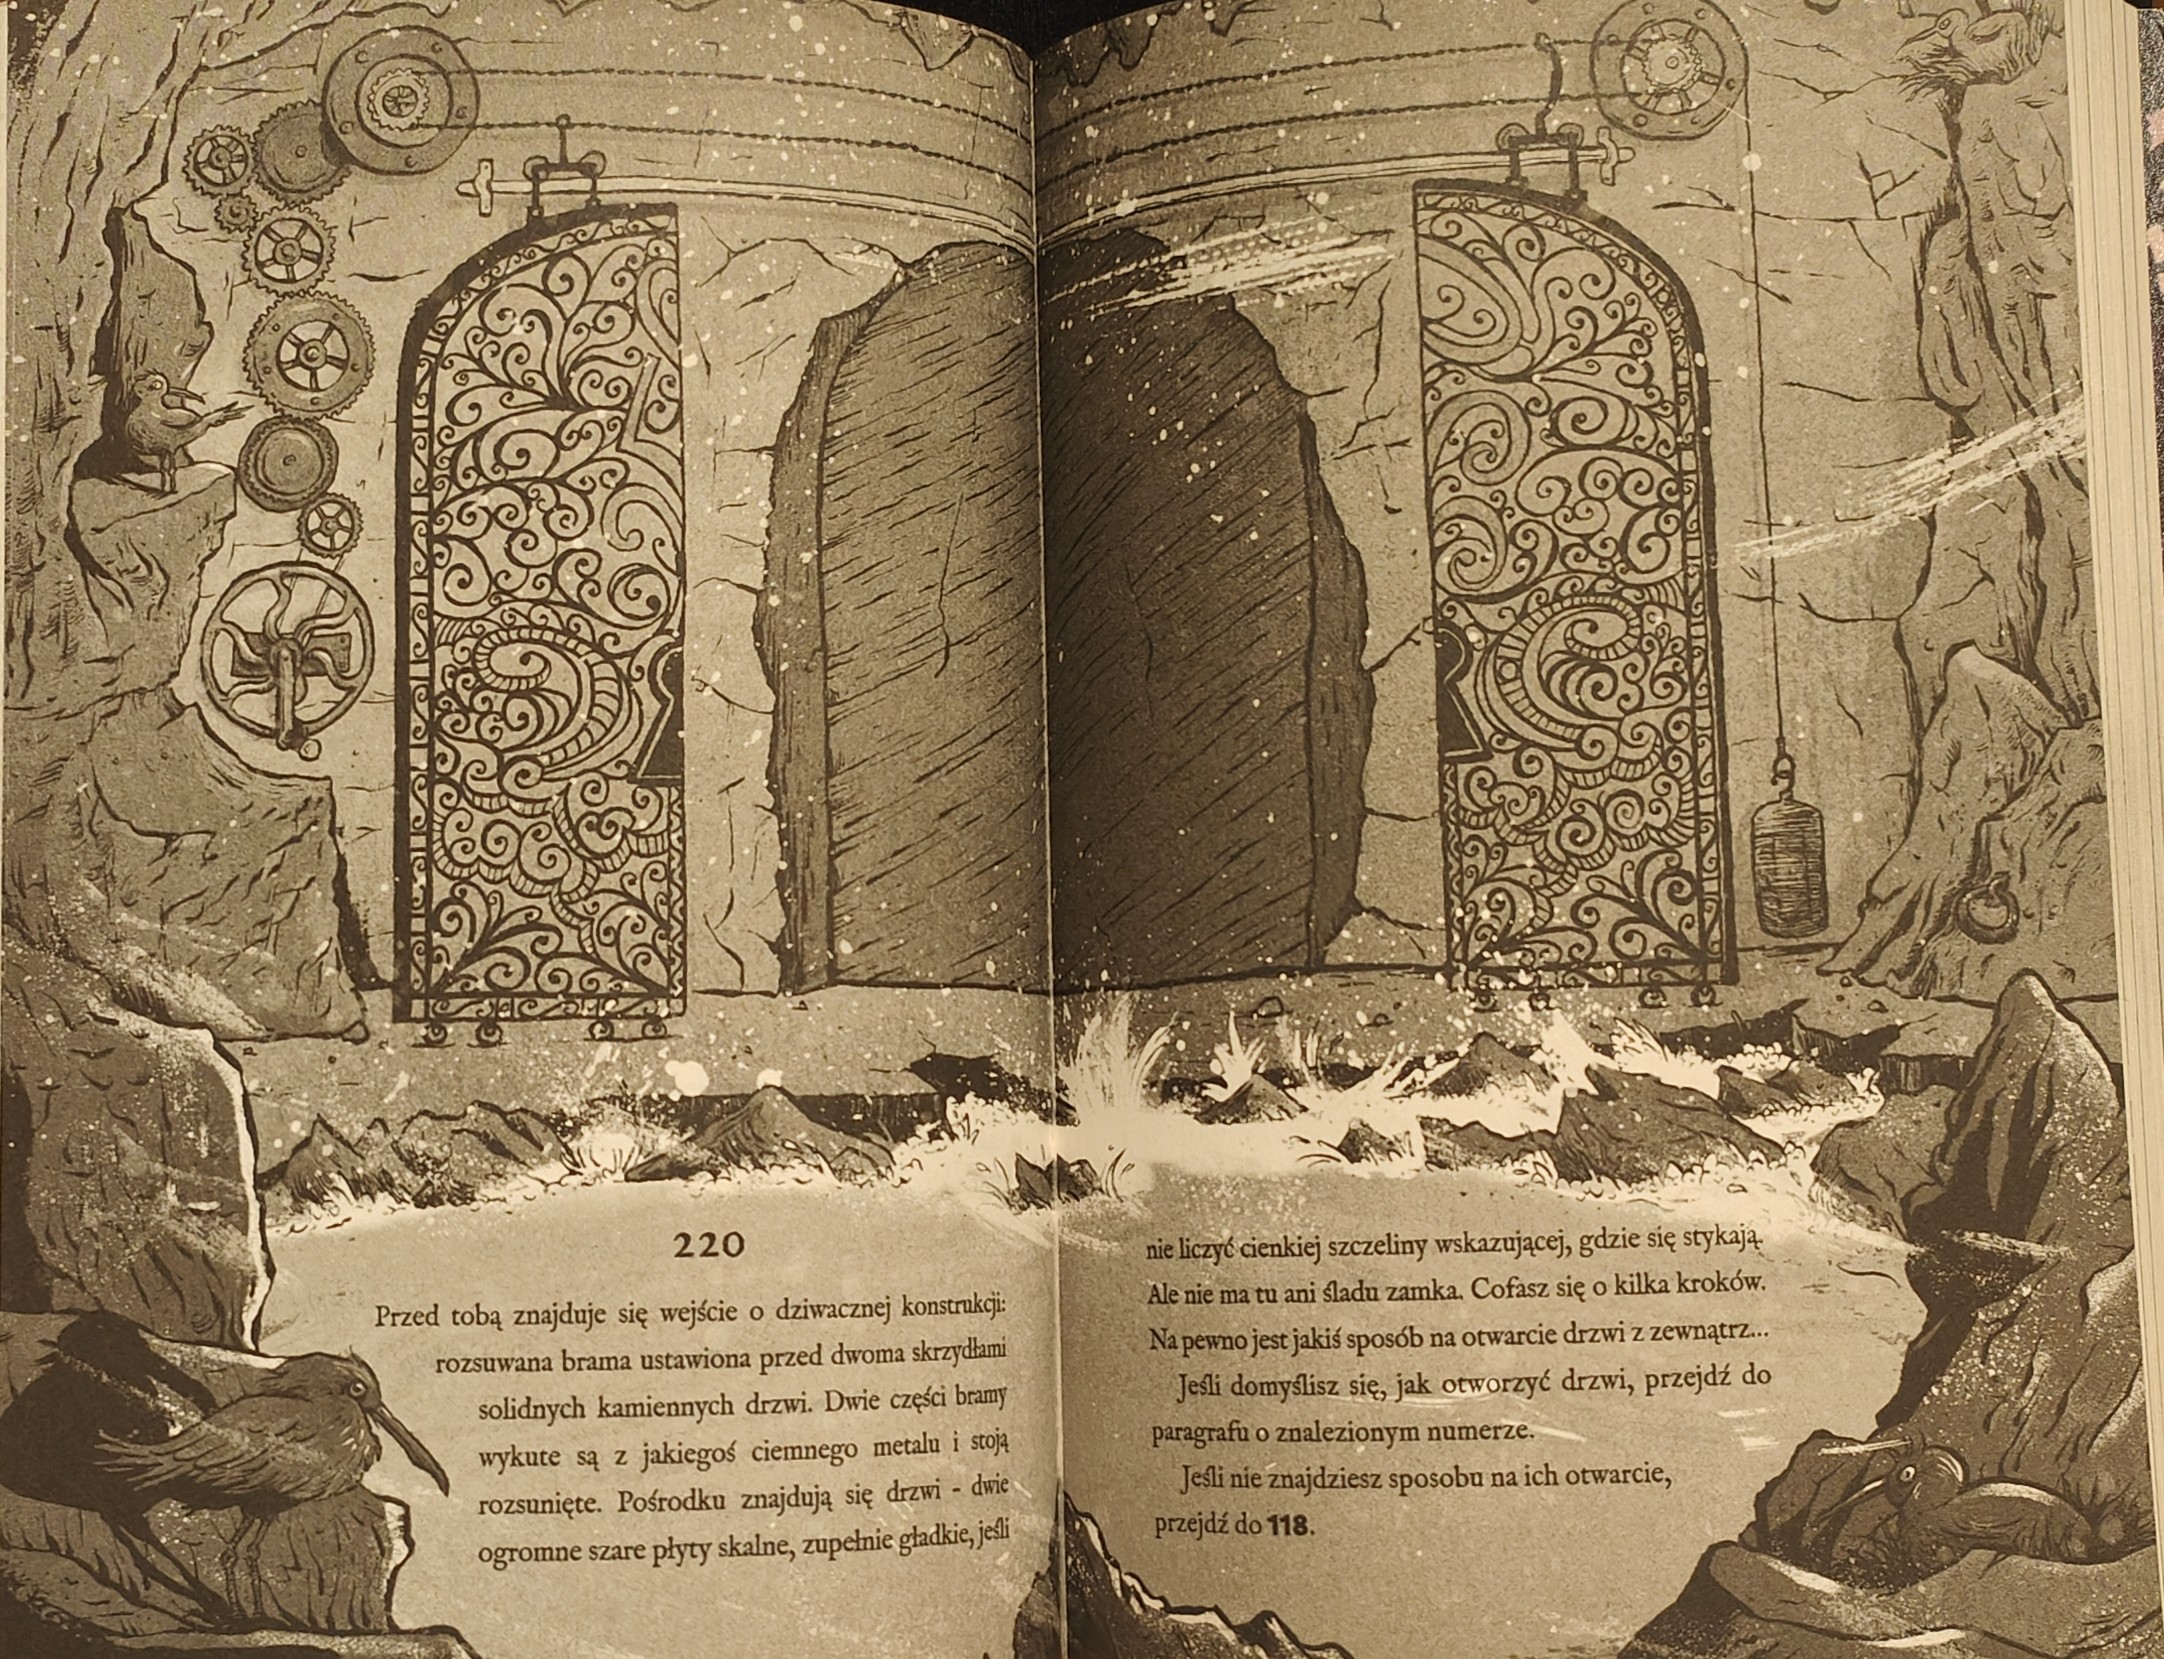 220
Przed tobą znajduje się wejście o dziwacznej konstrukcji:
rozsuwana brama ustawiona przed dwoma skrzydłami
solidnych kamiennych drzwi. Dwie części bramy
wykute są z jakiegoś ciemnego metalu i stoją
rozsunięte. Pośrodku znajdują się drzwi - dwie
ogromne szare płyty skalne, zupełnie gładkie, jeśli
nie liczyć cienkiej szczeliny wskazującej, gdzie się stykają.
Ale nie ma tu ani śladu zamka. Cofasz się o kilka kroków.
Na pewno jest jakiś sposób na otwarcie drzwi z zewnątrz...
Jeśli domyślisz się, jak otworzyć drzwi, przejdź do
paragrafu o znalezionym numerze.
Jeśli nie znajdziesz sposobu na ich otwarcie,
przejdź do 118.